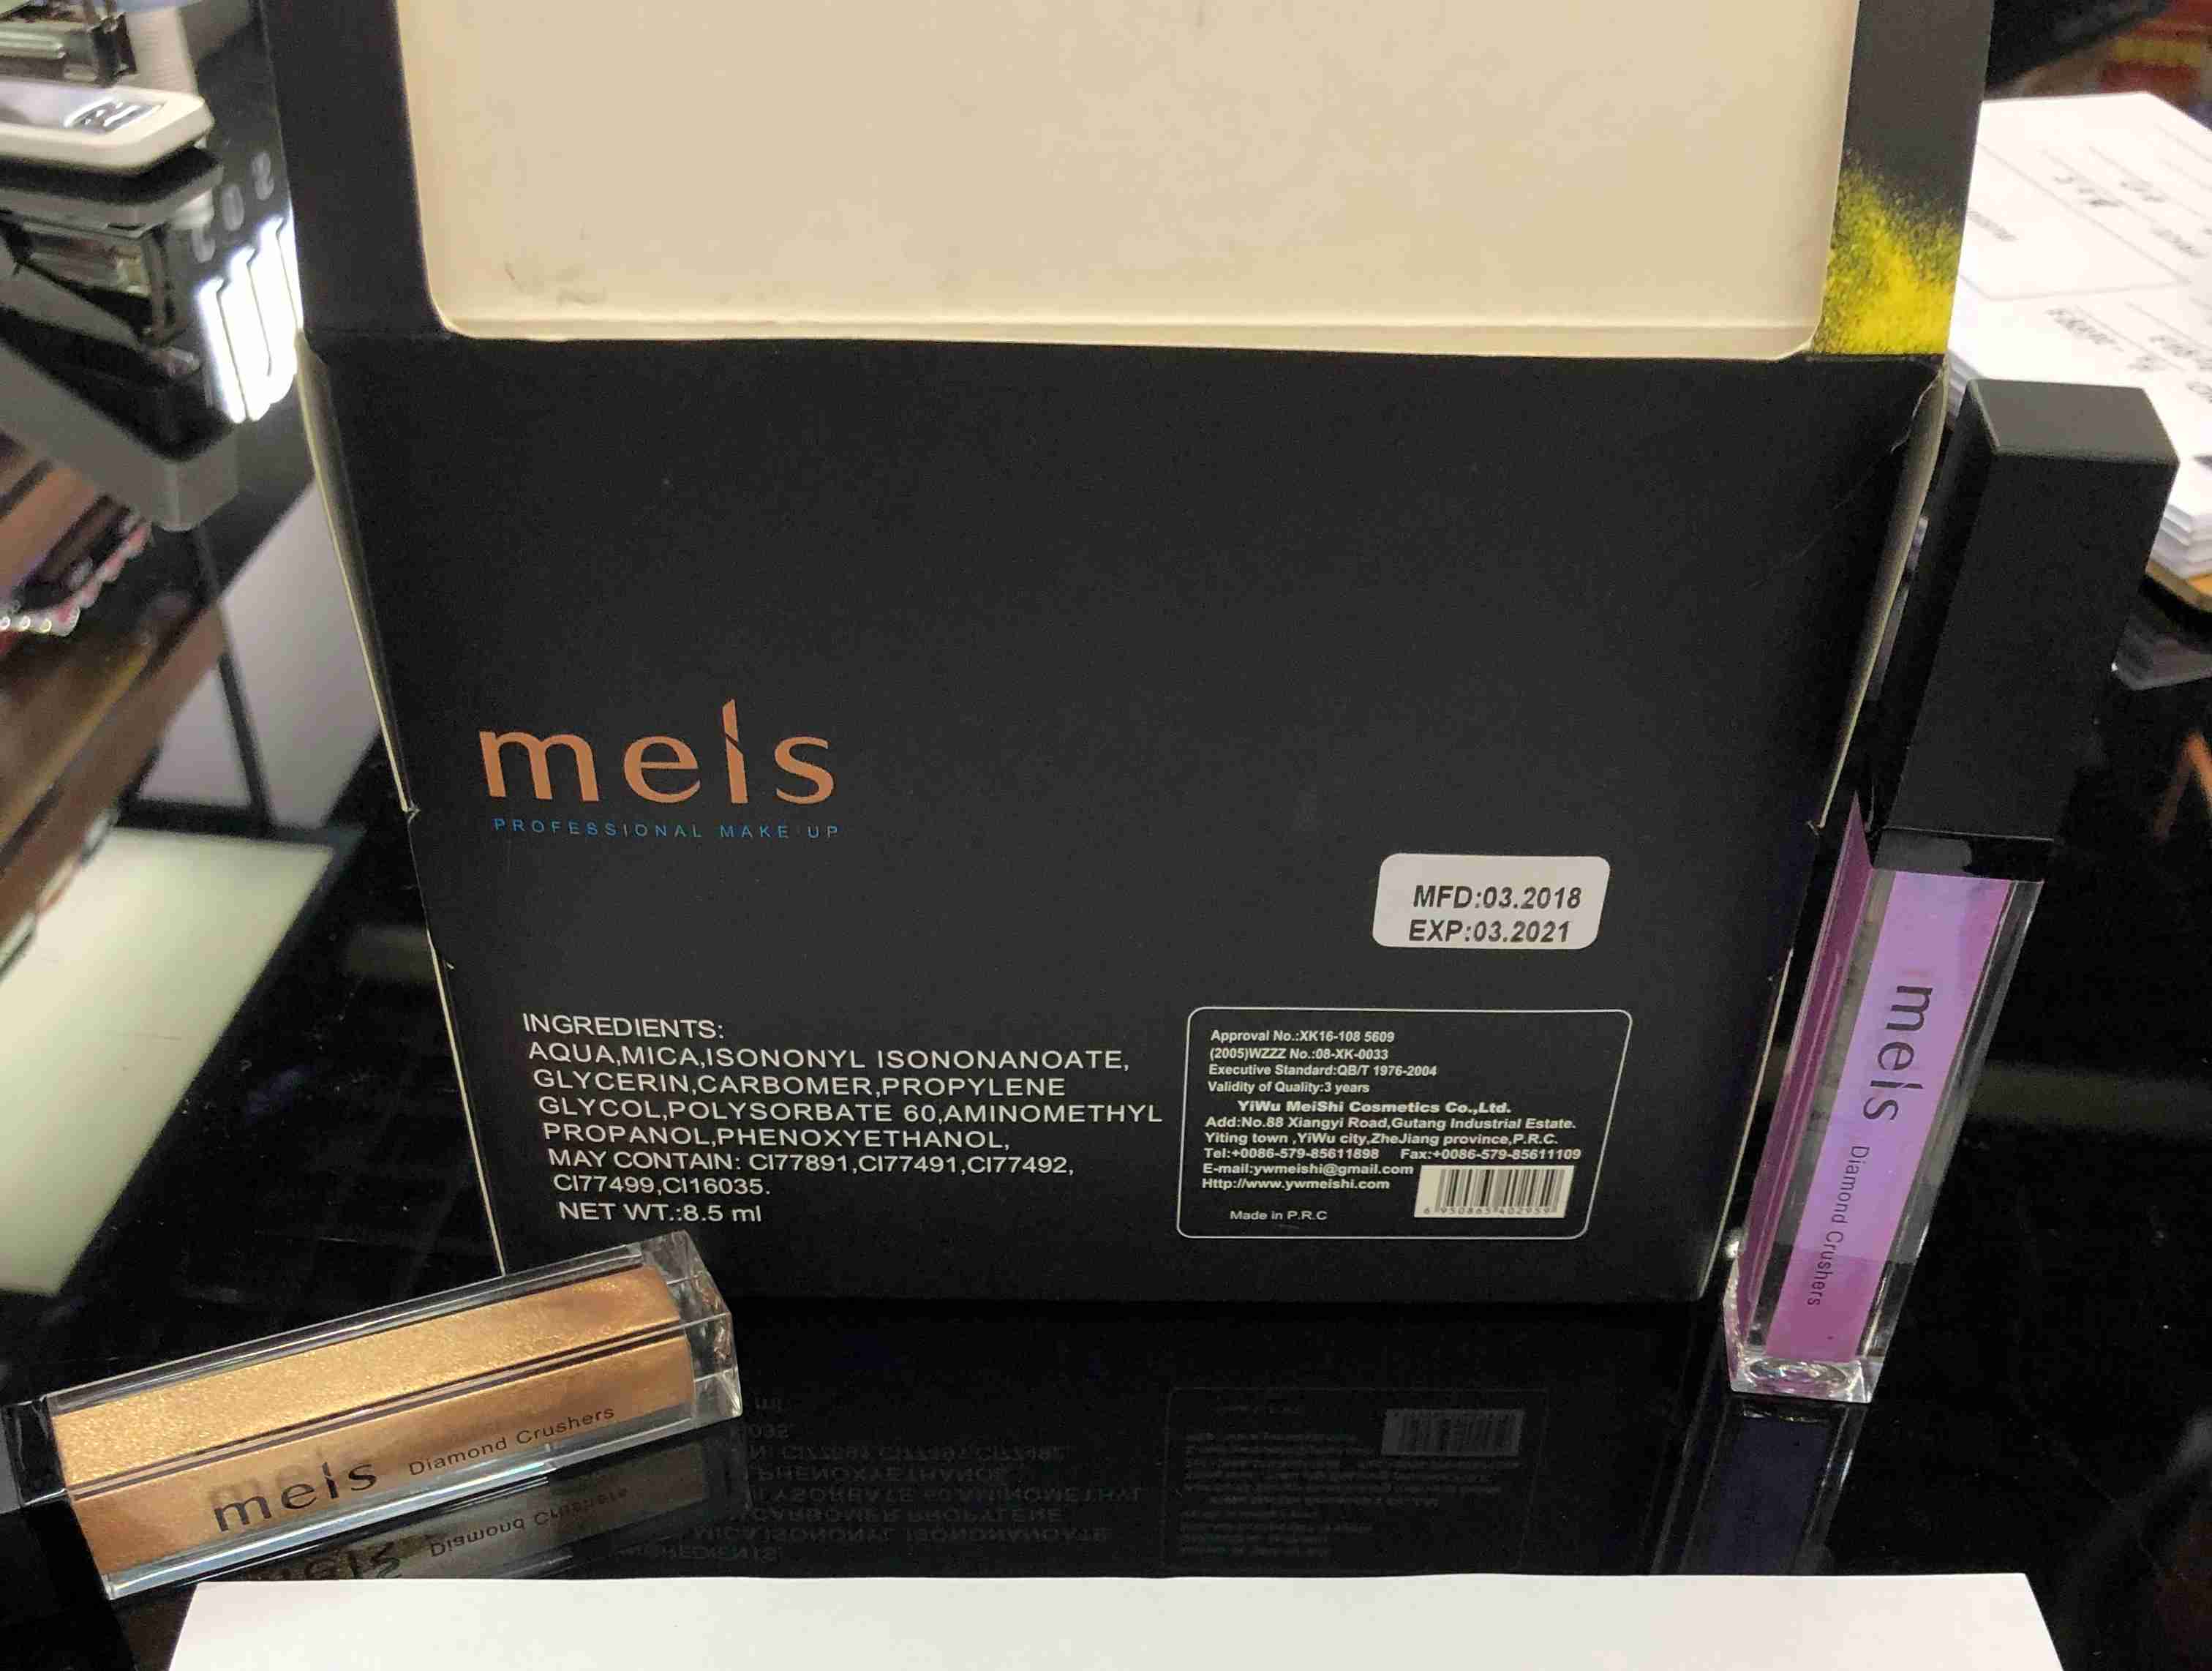 meis
PROFESSIONAL MAKE UP
MFD:03.2018
EXP:03.2021
INGREDIENTS:
AQUA,MICA,ISONONYL ISONONANOATE,
GLYCERIN,CARBOMER,PROPYLENE
GLYCOL,POLYSORBATE 60,AMINOMETHYL
PROPANOL,PHENOXYETHANOL,
MAY CONTAIN: CI77891,CI77491,CI77492,
CI77499,CI16035.
NET WT.:8.5 ml
Approval No.:XK16-108 5609
(2005)WZZZ No.:08-XK-0033
Executive Standard:QB/T 1976-2004
Validity of Quality:3 years
YiWu MeiShi Cosmetics Co.,Ltd.
Add:No.88 Xiangyi Road,Gutang Industrial Estate.
Yiting town ,YiWu city,ZheJiang province,P.R.C.
Tel:+0086-579-85611898 Fax:+0086-579-85611109
E-mail:ywmeishi@gmail.com
Http://www.ywmeishi.com
Made in P.R.C
6 950863 402959
meis Diamond Crushers
meis Diamond Crushers